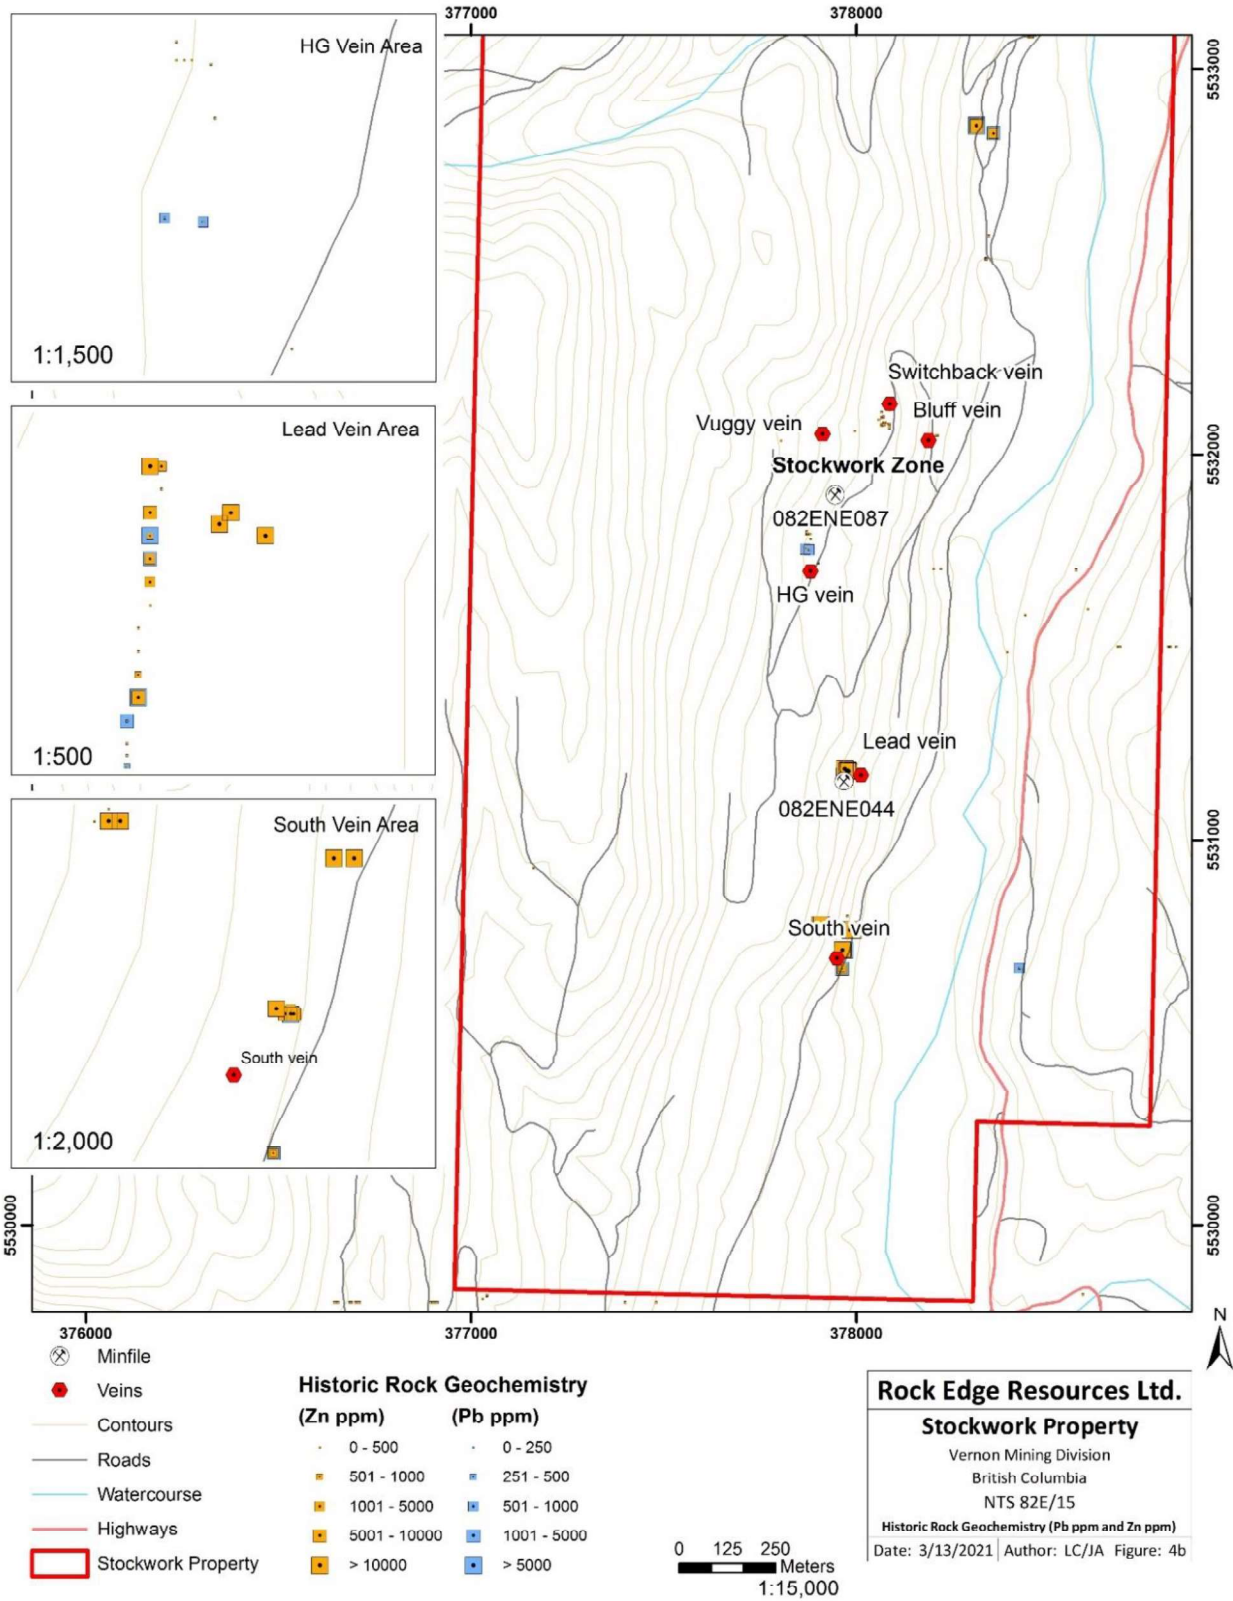 377000
378000
5533000
5532000
5531000
5530000
5530000
HG Vein Area
1:1,500
Lead Vein Area
1:500
South Vein Area
South vein
1:2,000
Switchback vein
Bluff vein
Vuggy vein
Stockwork Zone
082ENE087
HG vein
Lead vein
082ENE044
South vein
376000
377000
378000
N
Minfile
Veins
Contours
Roads
Watercourse
Highways
Stockwork Property
Historic Rock Geochemistry
(Zn ppm) (Pb ppm)
0 - 500 0 - 250
501 - 1000 251 - 500
1001 - 5000 501 - 1000
5001 - 10000 1001 - 5000
> 10000 > 5000
0 125 250
Meters
1:15,000
Rock Edge Resources Ltd.
Stockwork Property
Vernon Mining Division
British Columbia
NTS 82E/15
Historic Rock Geochemistry (Pb ppm and Zn ppm)
Date: 3/13/2021 Author: LC/JA Figure: 4b